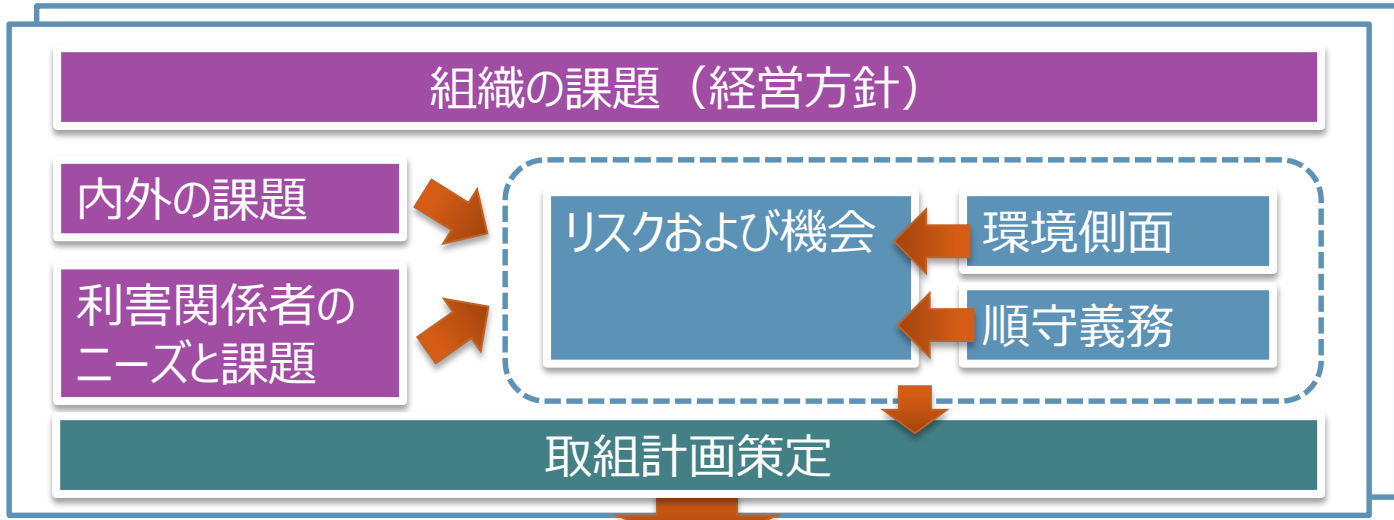 組織の課題（経営方針）
内外の課題
利害関係者の
ニーズと課題
リスクおよび機会
環境側面
順守義務
取組計画策定